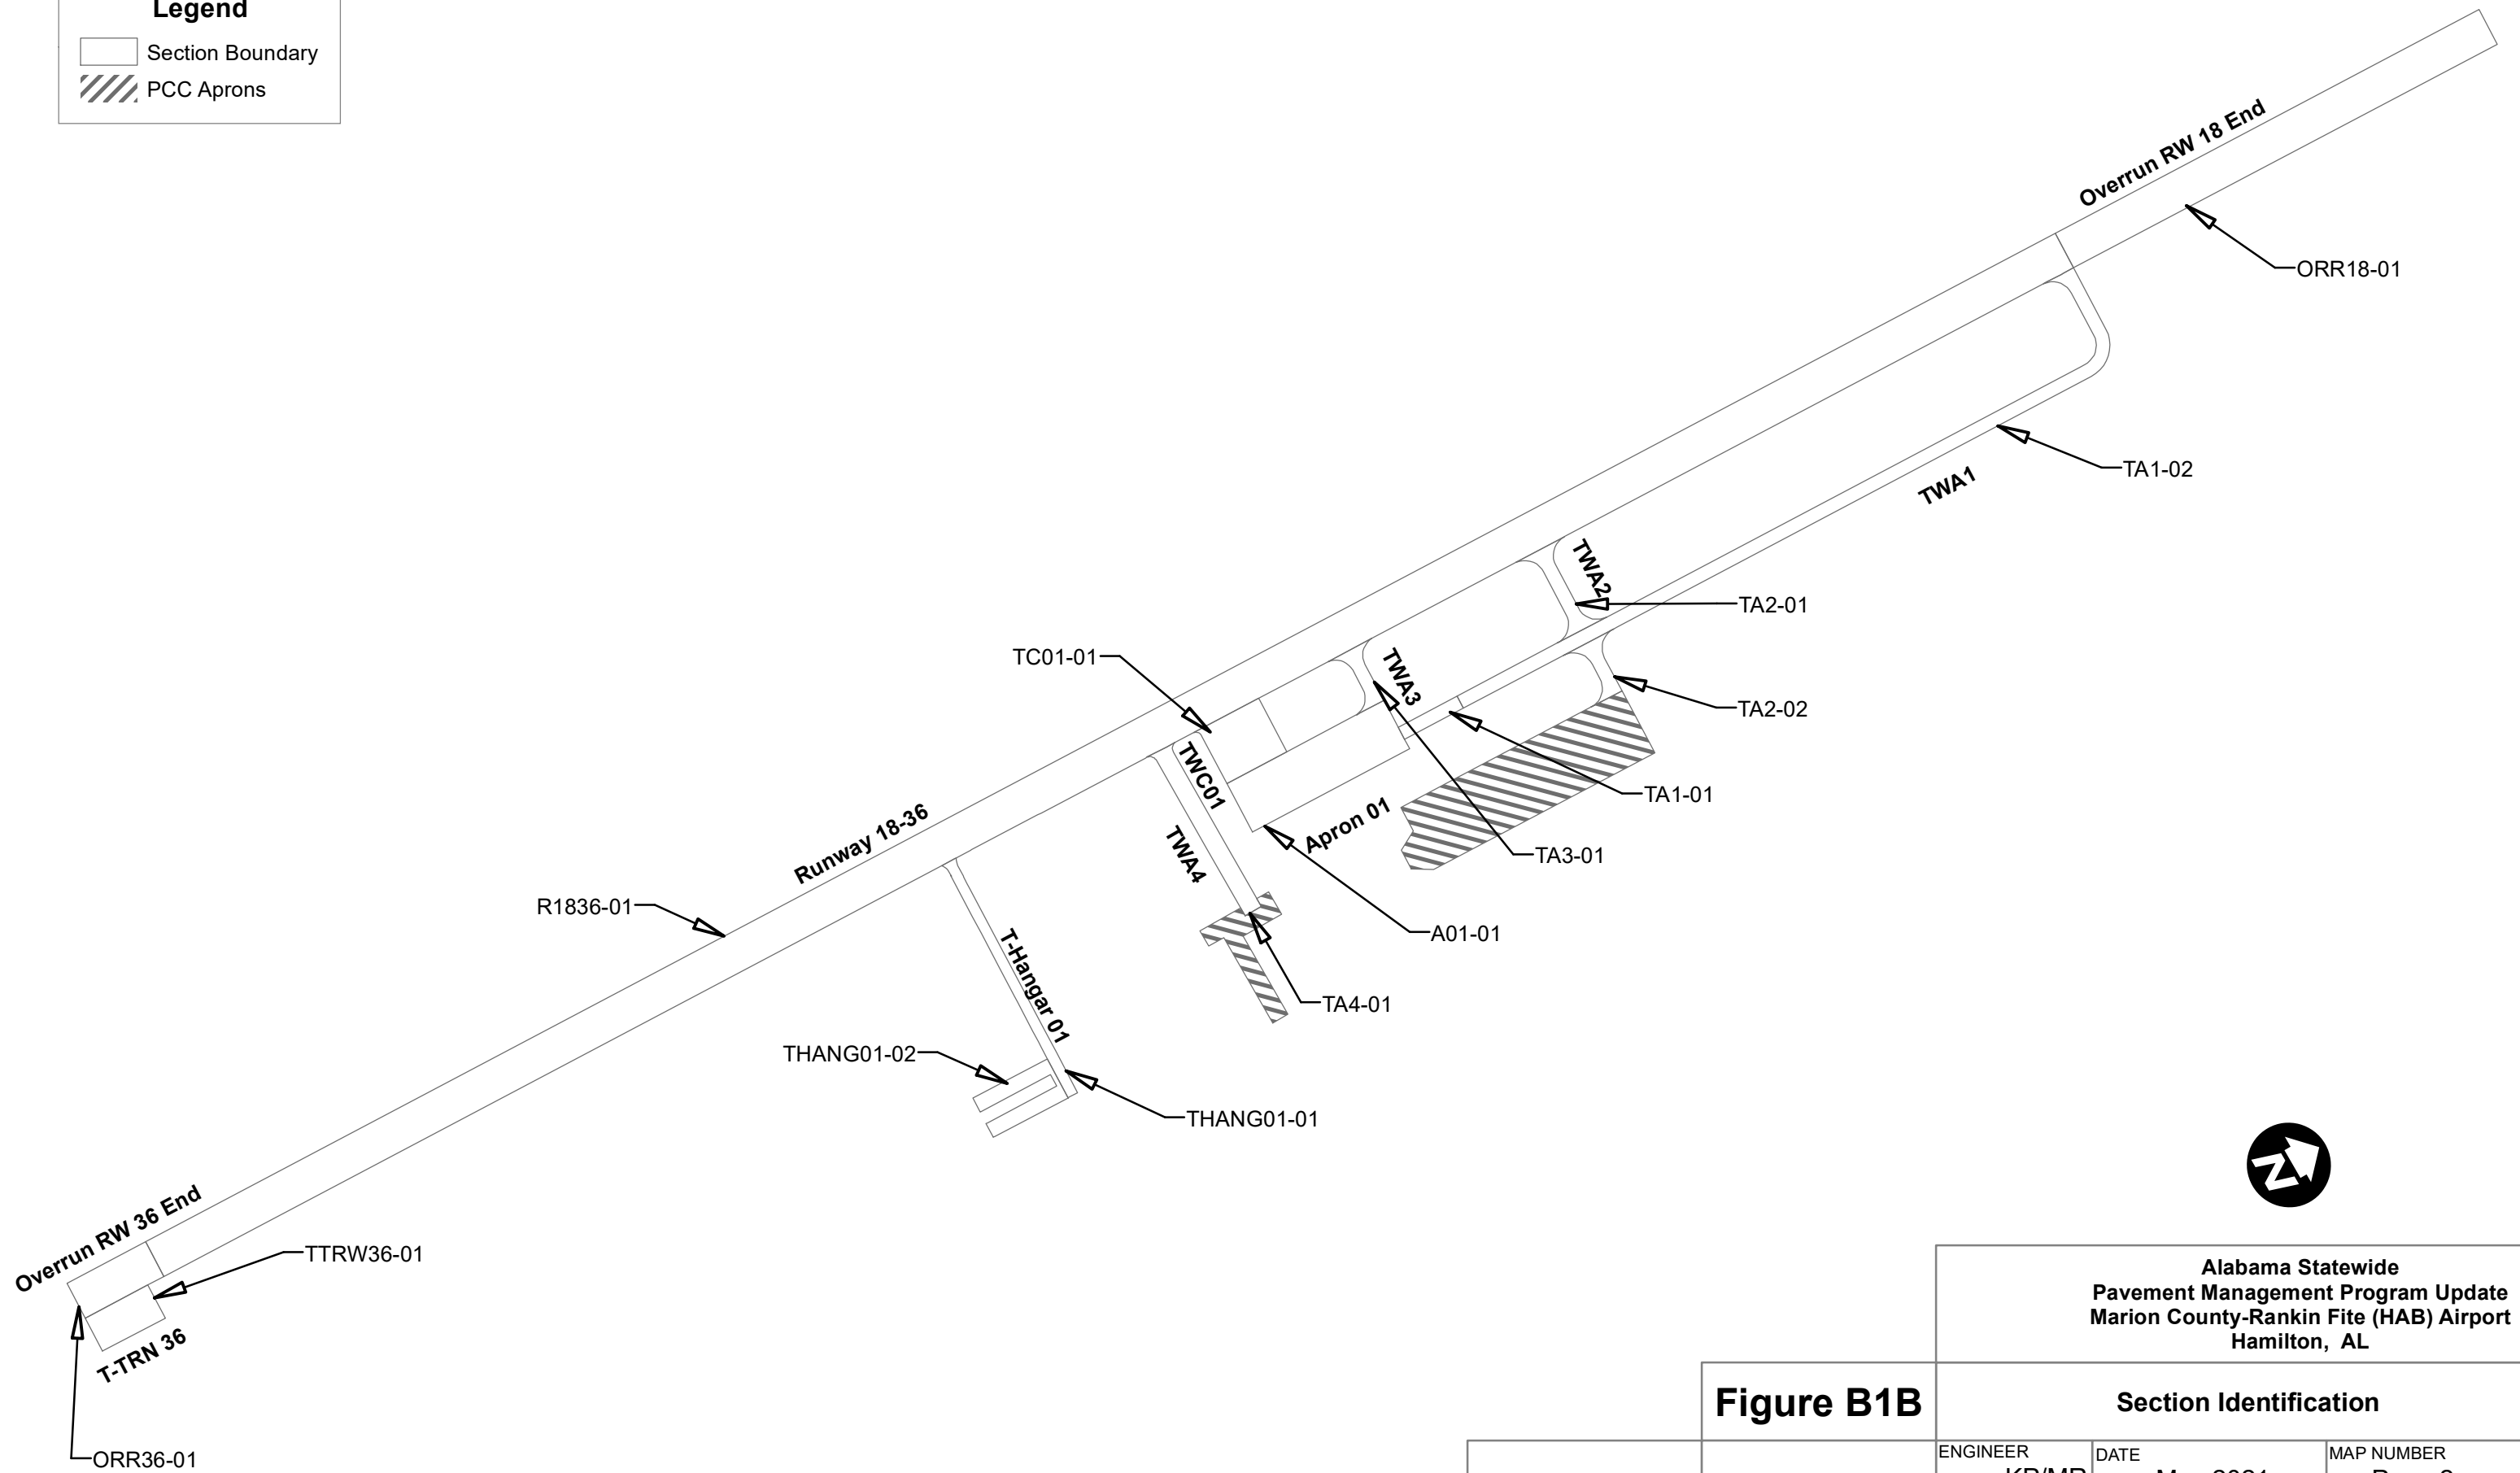 Legend
Section Boundary
PCC Aprons
Overrun RW 18 End
ORR18-01
TA1-02
TWA1
TWA2
TA2-01
TC01-01
TWA3
TA2-02
TWC01
TA1-01
Apron 01
Runway 18-36
TWA4
TA3-01
R1836-01
A01-01
T-Hangar 01
TA4-01
THANG01-02
THANG01-01
N
Overrun RW 36 End
TTRW36-01
T-TRN 36
ORR36-01
Alabama Statewide
Pavement Management Program Update
Marion County-Rankin Fite (HAB) Airport
Hamilton, AL
Figure B1B
Section Identification
ENGINEER
DATE
MAP NUMBER